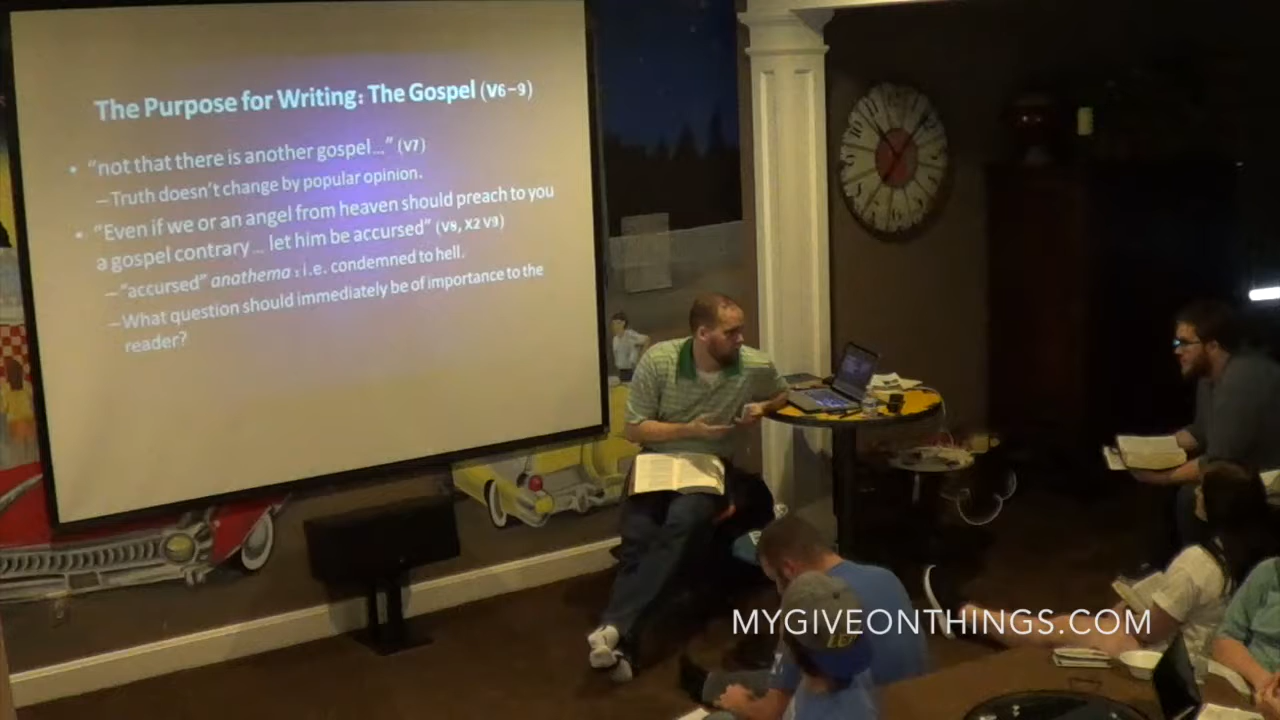 The Purpose for Writing: The Gospel (V6-9)
• "not that there is another gospel…" (V7)
–Truth doesn't change by popular opinion.
• "Even if we or an angel from heaven should preach to you
a gospel contrary… let him be accursed" (V8, X2 V9)
–"accursed" anathema: i.e. condemned to hell.
–What question should immediately be of importance to the
reader?
MYGIVEONTHINGS.COM